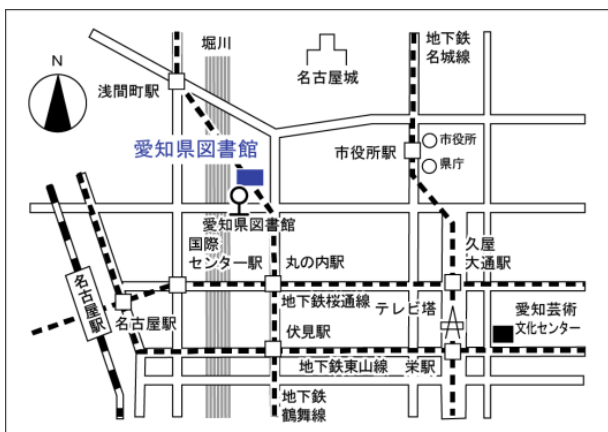 N
堀川
名古屋城
地下鉄
名城線
浅間町駅
愛知県図書館
市役所駅
市役所
県庁
愛知県図書館
国際
センター駅
丸の内駅
久屋
大通駅
名古屋駅
名古屋駅
地下鉄桜通線
テレビ塔
愛知芸術
文化センター
伏見駅
地下鉄東山線
栄駅
地下鉄
鶴舞線